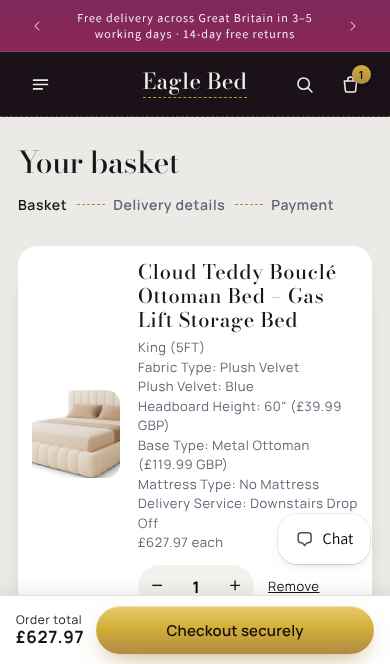 Free delivery across Great Britain in 3–5
working days · 14-day free returns
Eagle Bed
1
Your basket
Basket Delivery details Payment
Cloud Teddy Bouclé
Ottoman Bed – Gas
Lift Storage Bed
King (5FT)
Fabric Type: Plush Velvet
Plush Velvet: Blue
Headboard Height: 60" (£39.99
GBP)
Base Type: Metal Ottoman
(£119.99 GBP)
Mattress Type: No Mattress
Delivery Service: Downstairs Drop
Off
£627.97 each
Chat
− 1 + Remove
Order total
£627.97
Checkout securely